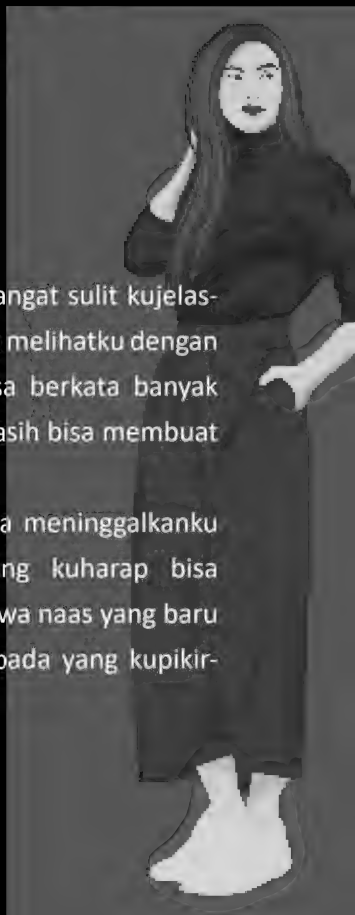 angat sulit kujelas-
melihatku dengan
sa berkata banyak
asih bisa membuat
a meninggalkanku
ng kuharap bisa
wa naas yang baru
pada yang kupikir-